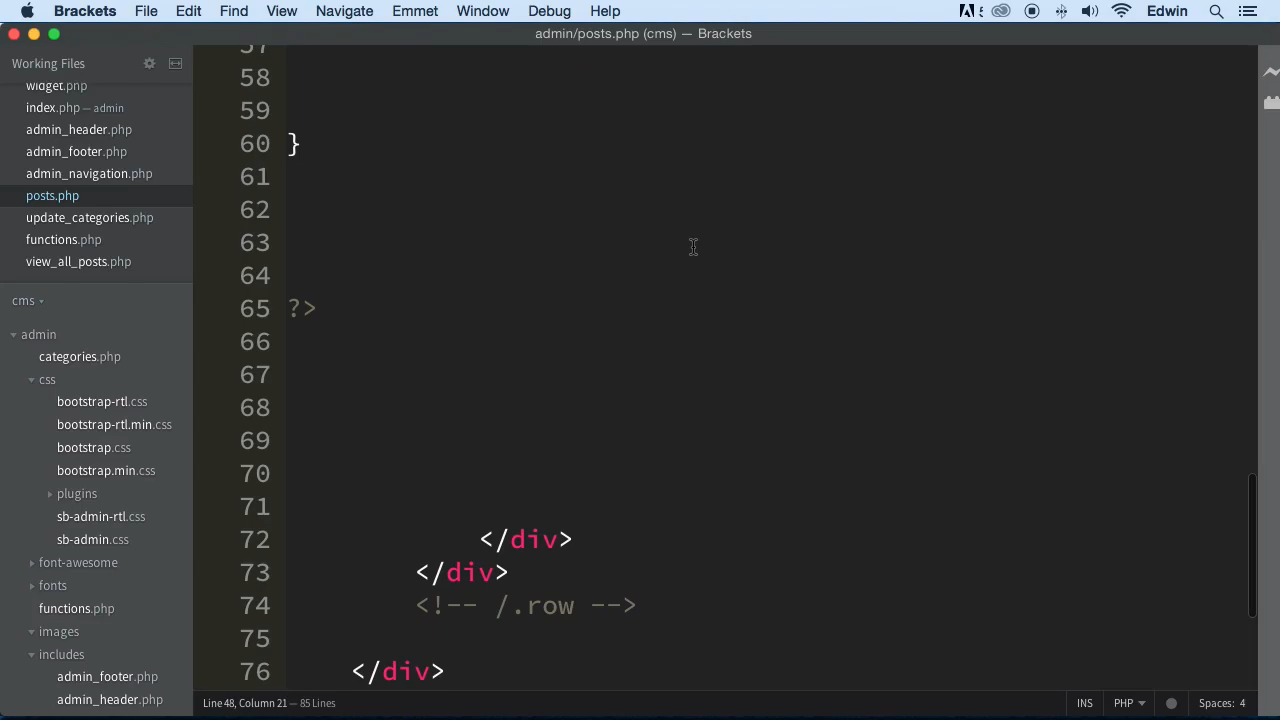 Brackets File Edit Find View Navigate Emmet Window Debug Help 5 Edwin
admin/posts.php (cms) — Brackets
Working Files
widget.php
index.php — admin
admin_header.php
admin_footer.php
admin_navigation.php
posts.php
update_categories.php
functions.php
view_all_posts.php
cms
admin
categories.php
css
bootstrap-rtl.css
bootstrap-rtl.min.css
bootstrap.css
bootstrap.min.css
plugins
sb-admin-rtl.css
sb-admin.css
font-awesome
fonts
functions.php
images
includes
admin_footer.php
admin_header.php
57
58
59
60 }
61
62
63
64
65 ?>
66
67
68
69
70
71
72 </div>
73 </div>
74 <!-- /.row -->
75
76 </div>
Line 48, Column 21 — 85 Lines
INS PHP Spaces: 4